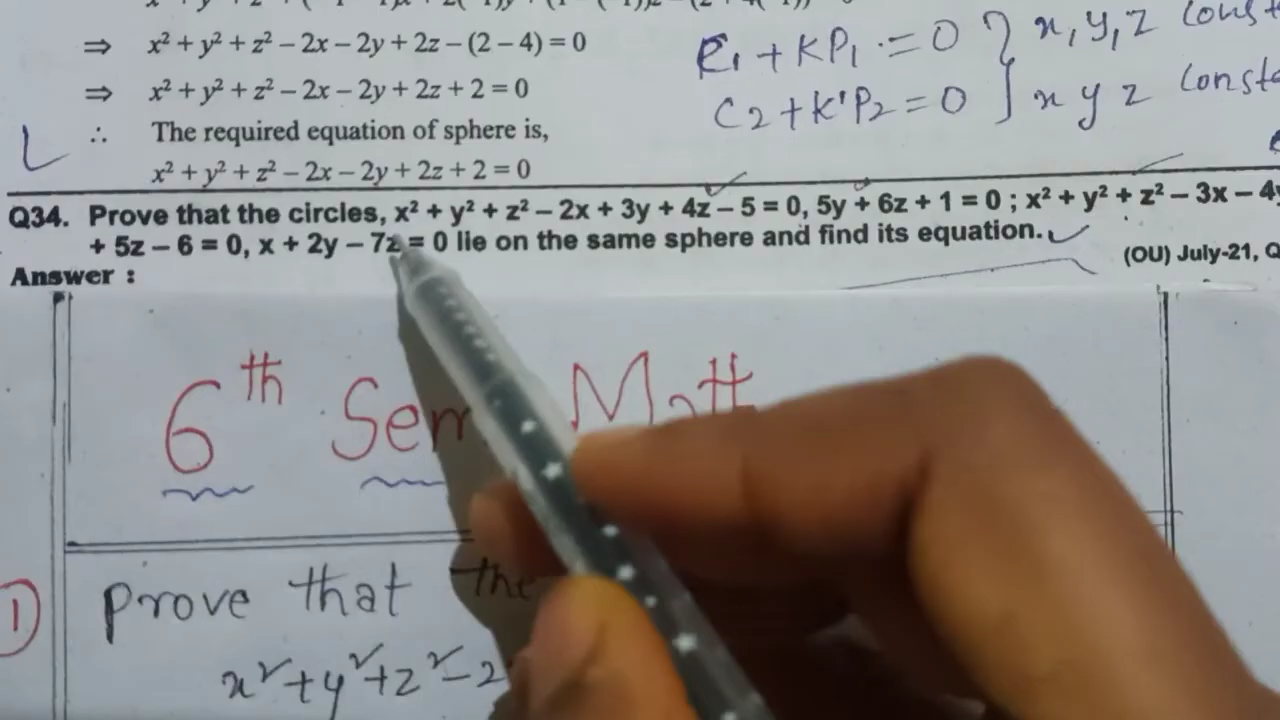 ⇒ x² + y² + z² – 2x – 2y + 2z – (2 – 4) = 0
⇒ x² + y² + z² – 2x – 2y + 2z + 2 = 0
∴ The required equation of sphere is,
x² + y² + z² – 2x – 2y + 2z + 2 = 0
C₁ + KP₁ = 0 } x, y, z
C₂ + K'P₂ = 0 } x y z
Q34. Prove that the circles, x² + y² + z² – 2x + 3y + 4z – 5 = 0, 5y + 6z + 1 = 0 ; x² + y² + z² – 3x – 4y
+ 5z – 6 = 0, x + 2y – 7z = 0 lie on the same sphere and find its equation.
(OU) July-21, Q
Answer :
6th Sem
1 prove that the
x² + y² + z² – 2